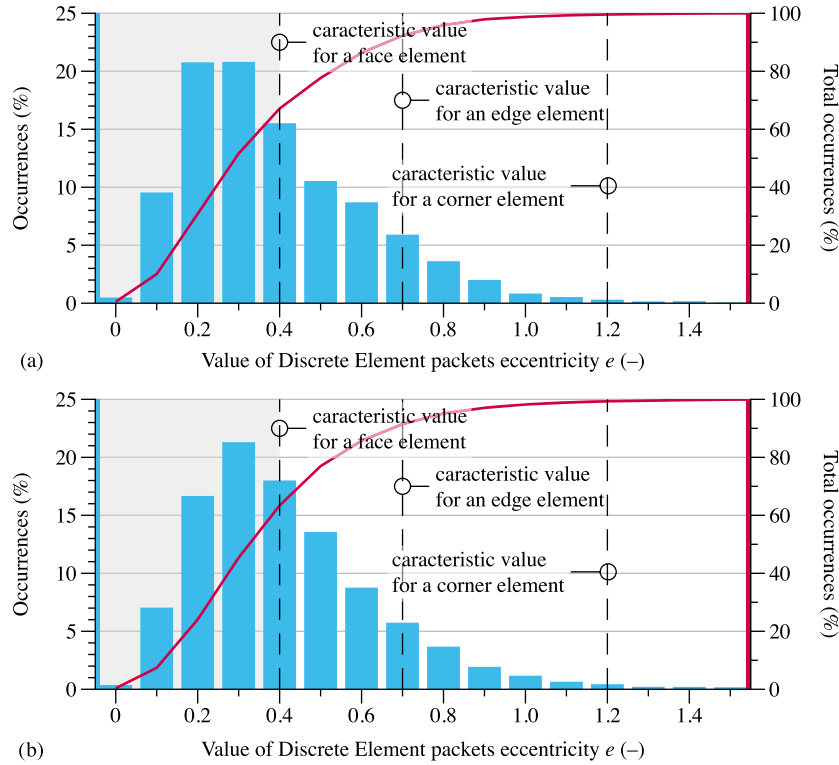 25
20
15
10
5
0
Occurrences (%)
100
80
60
40
20
0
Total occurrences (%)
caracteristic value
for a face element
caracteristic value
for an edge element
caracteristic value
for a corner element
0 0.2 0.4 0.6 0.8 1.0 1.2 1.4
(a) Value of Discrete Element packets eccentricity e (–)
25
20
15
10
5
0
Occurrences (%)
100
80
60
40
20
0
Total occurrences (%)
caracteristic value
for a face element
caracteristic value
for an edge element
caracteristic value
for a corner element
0 0.2 0.4 0.6 0.8 1.0 1.2 1.4
(b) Value of Discrete Element packets eccentricity e (–)